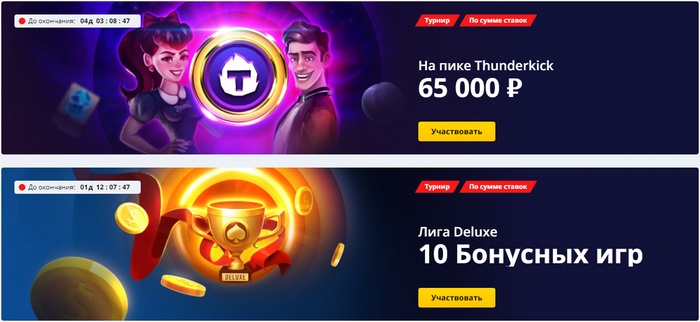 До окончания: 04д 03 : 08 : 47
Турнир По сумме ставок
На пике Thunderkick
65 000 ₽
Участвовать
T
До окончания: 01д 12 : 07 : 47
Турнир По сумме ставок
Лига Deluxe
10 Бонусных игр
Участвовать
DELUXE